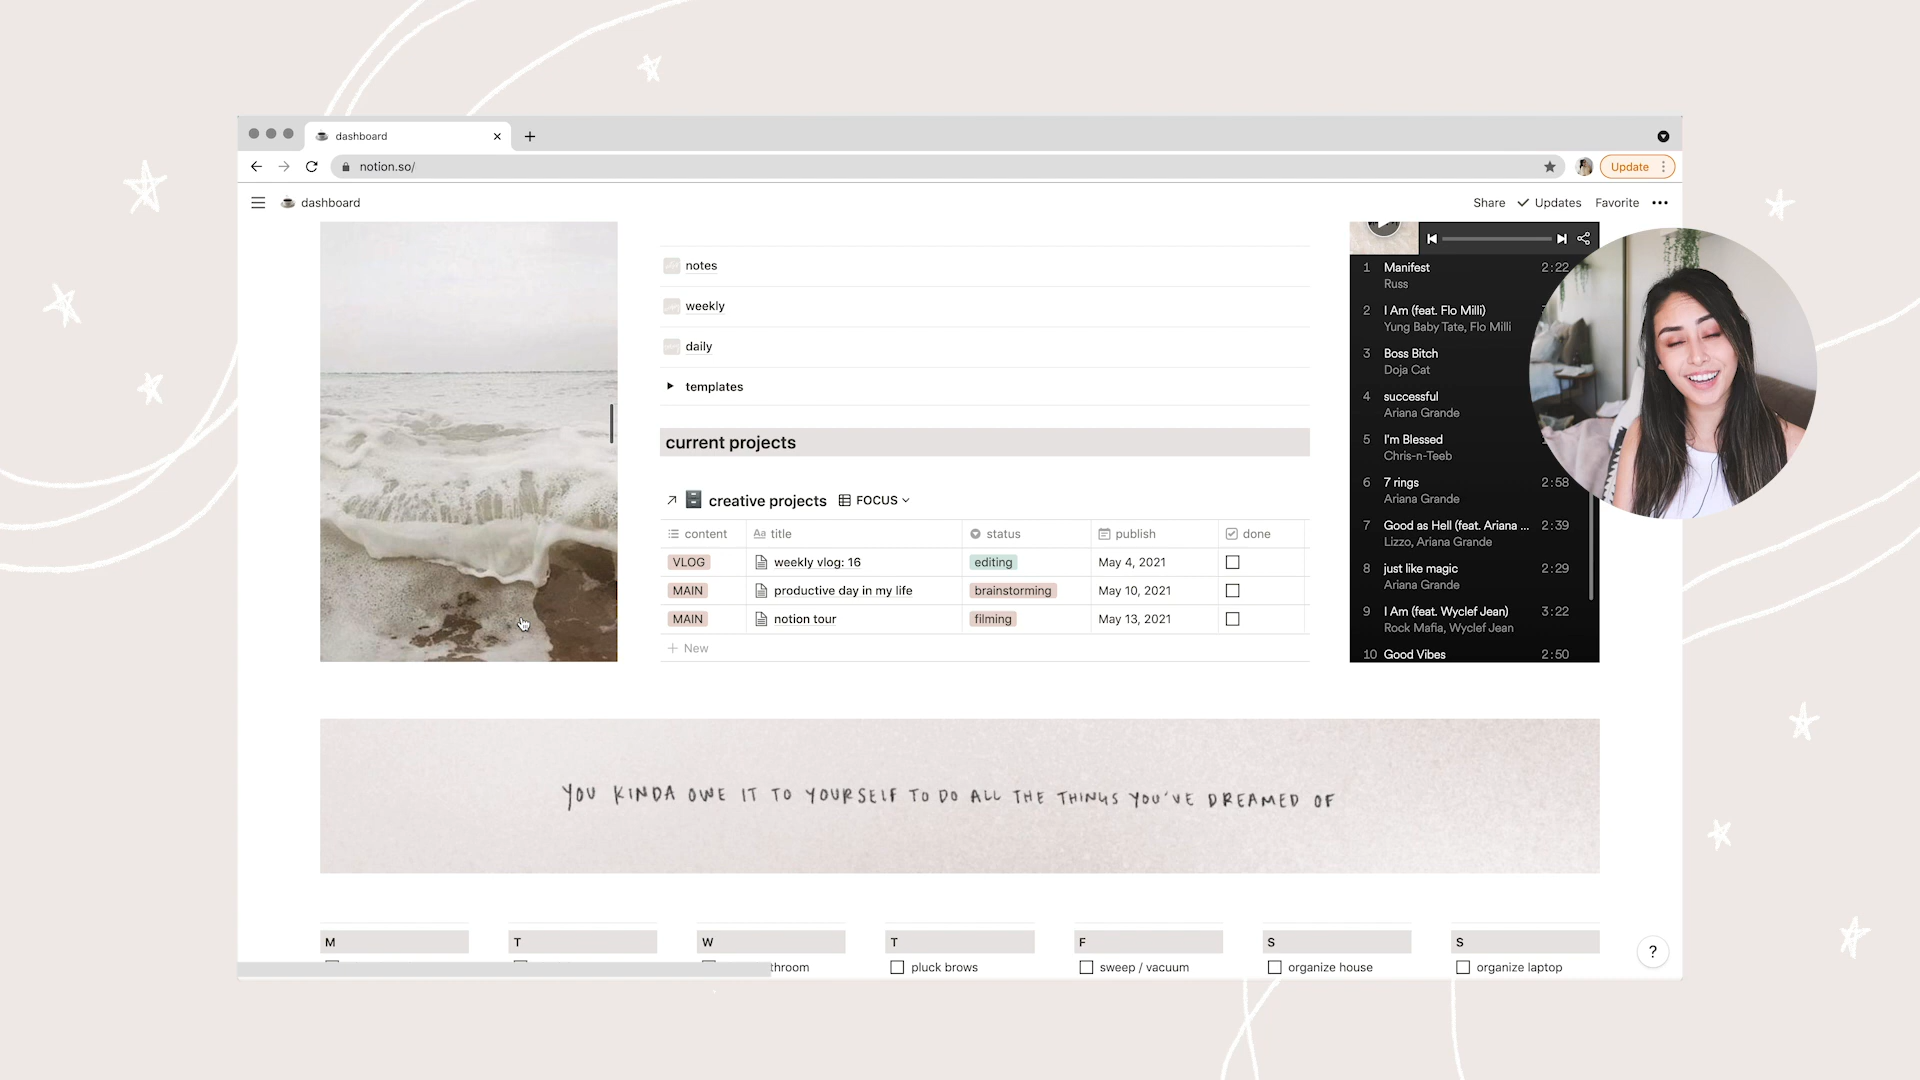 dashboard
notion.so/
Update
dashboard
Share
Updates
Favorite
notes
weekly
daily
templates
current projects
creative projects
FOCUS
content
Aa title
status
publish
done
VLOG
weekly vlog: 16
editing
May 4, 2021
MAIN
productive day in my life
brainstorming
May 10, 2021
MAIN
notion tour
filming
May 13, 2021
+ New
1 Manifest 2:22
Russ
2 I Am (feat. Flo Milli)
Yung Baby Tate, Flo Milli
3 Boss Bitch
Doja Cat
4 successful
Ariana Grande
5 I'm Blessed
Chris-n-Teeb
6 7 rings 2:58
Ariana Grande
7 Good as Hell (feat. Ariana ... 2:39
Lizzo, Ariana Grande
8 just like magic 2:29
Ariana Grande
9 I Am (feat. Wyclef Jean) 3:22
Rock Mafia, Wyclef Jean
10 Good Vibes 2:50
YOU KINDA OWE IT TO YOURSELF TO DO ALL THE THINGS YOU'VE DREAMED OF
M
T
W
T
F
S
S
pluck brows
sweep / vacuum
organize house
organize laptop
?